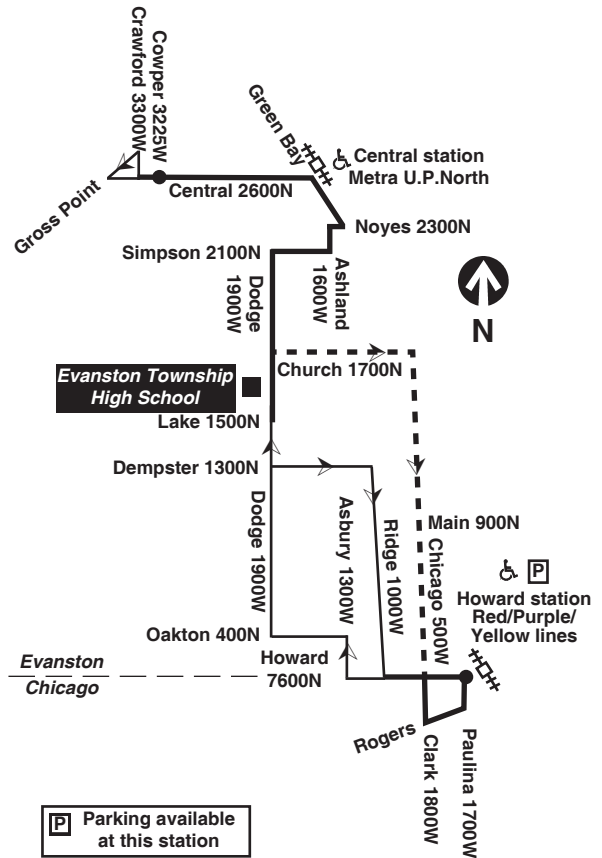 Crawford 3300W
Cowper 3225W
Green Bay
Central station
Metra U.P.North
Central 2600N
Gross Point
Noyes 2300N
Simpson 2100N
Ashland
1600W
Dodge
1900W
N
Church 1700N
Evanston Township
High School
Lake 1500N
Dempster 1300N
Dodge 1900W
Asbury 1300W
Ridge 1000W
Main 900N
Chicago 500W
P
Howard station
Red/Purple/
Yellow lines
Oakton 400N
Howard
7600N
Evanston
Chicago
Rogers
Clark 1800W
Paulina 1700W
P Parking available
at this station